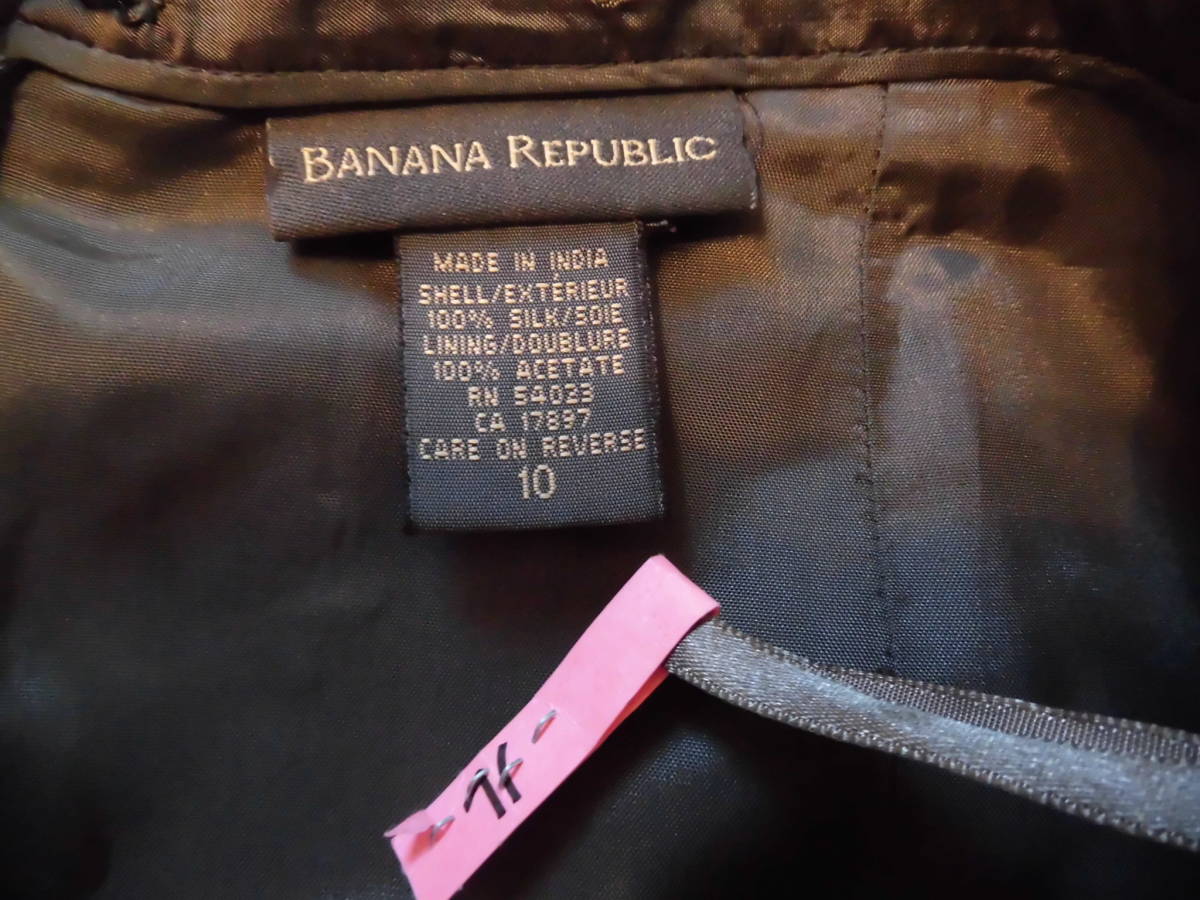 BANANA REPUBLIC
MADE IN INDIA
SHELL/EXTÉRIEUR
100% SILK/SOIE
LINING/DOUBLURE
100% ACETATE
RN 54023
CA 17897
CARE ON REVERSE
10